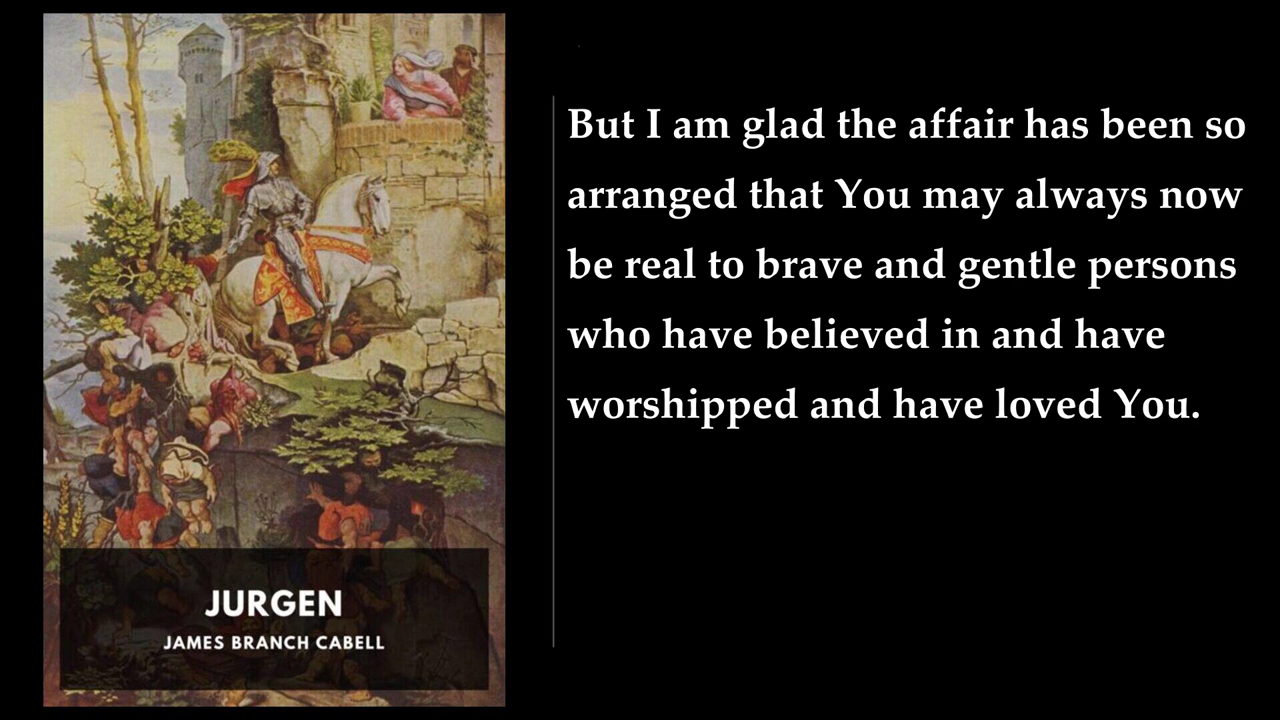 But I am glad the affair has been so
arranged that You may always now
be real to brave and gentle persons
who have believed in and have
worshipped and have loved You.
JURGEN
JAMES BRANCH CABELL